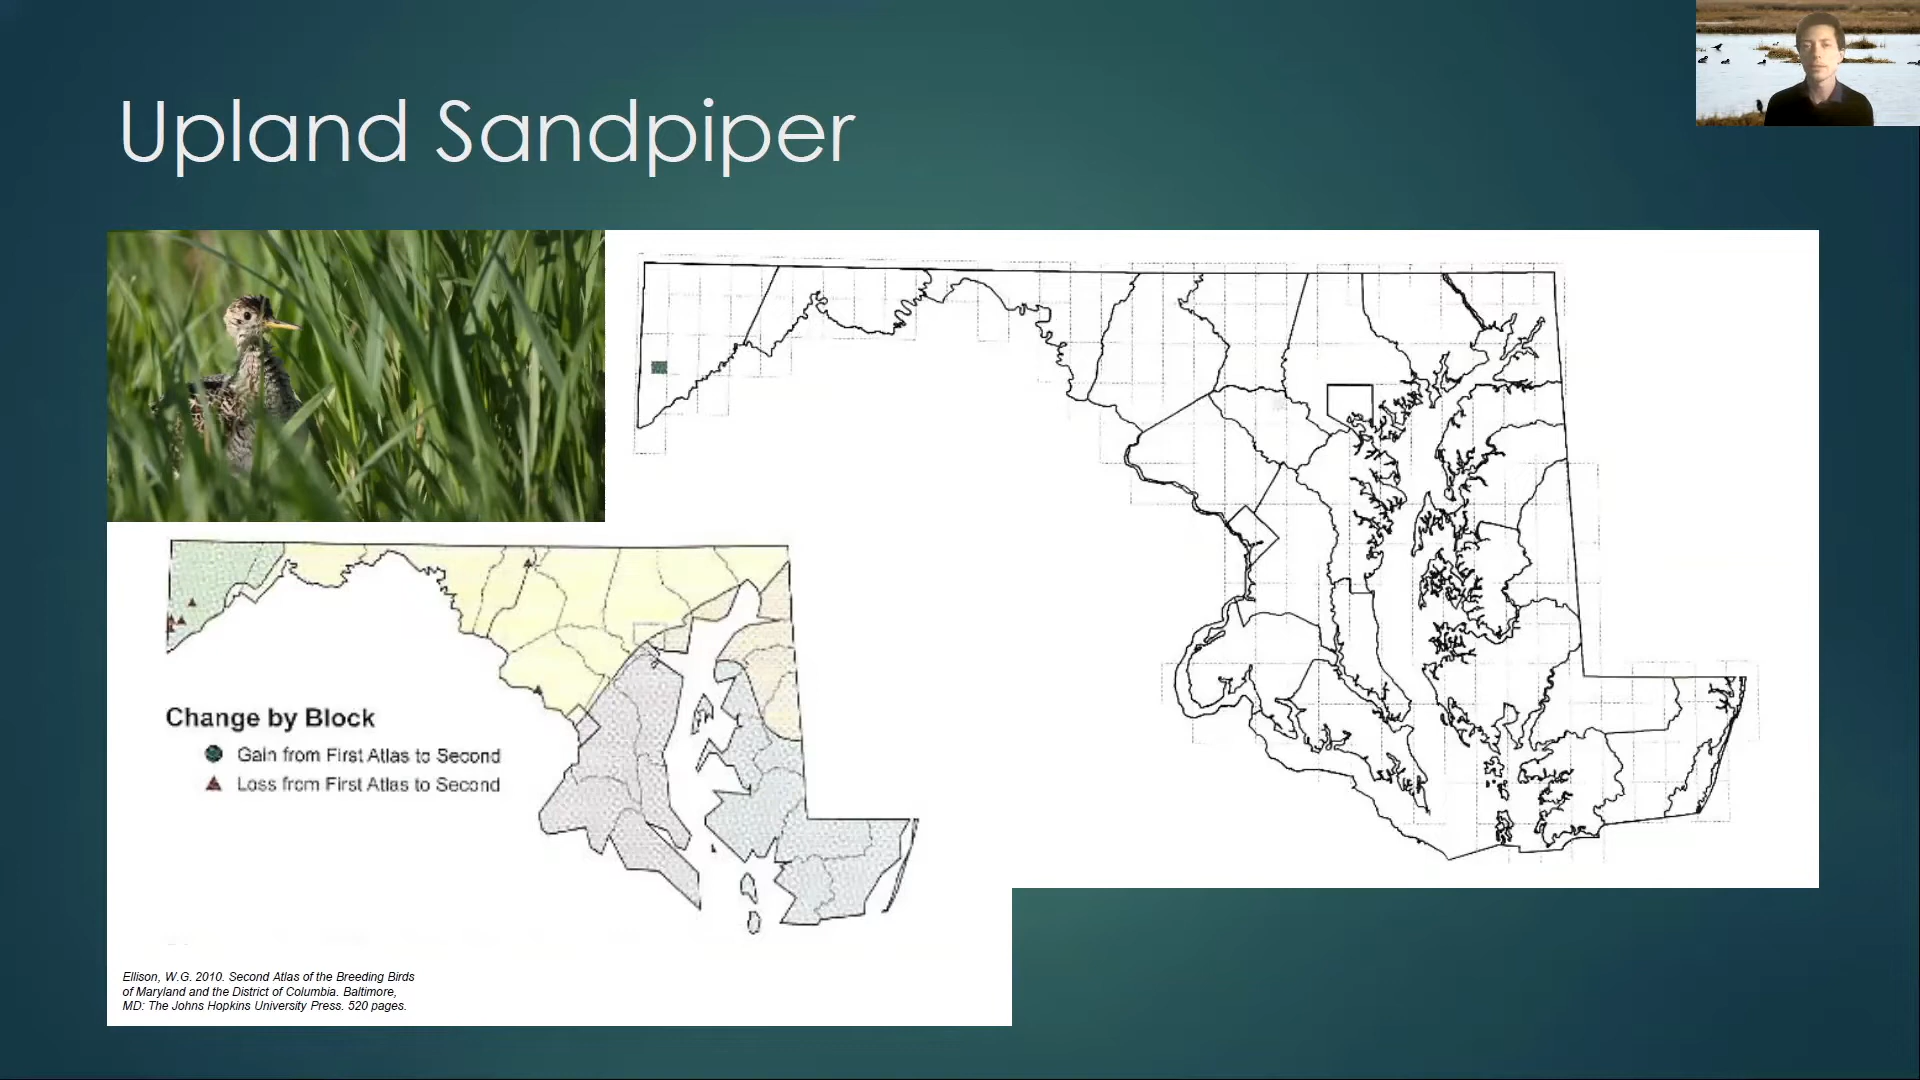 Upland Sandpiper
Change by Block
Gain from First Atlas to Second
Loss from First Atlas to Second
Ellison, W.G. 2010. Second Atlas of the Breeding Birds
of Maryland and the District of Columbia. Baltimore,
MD: The Johns Hopkins University Press. 520 pages.